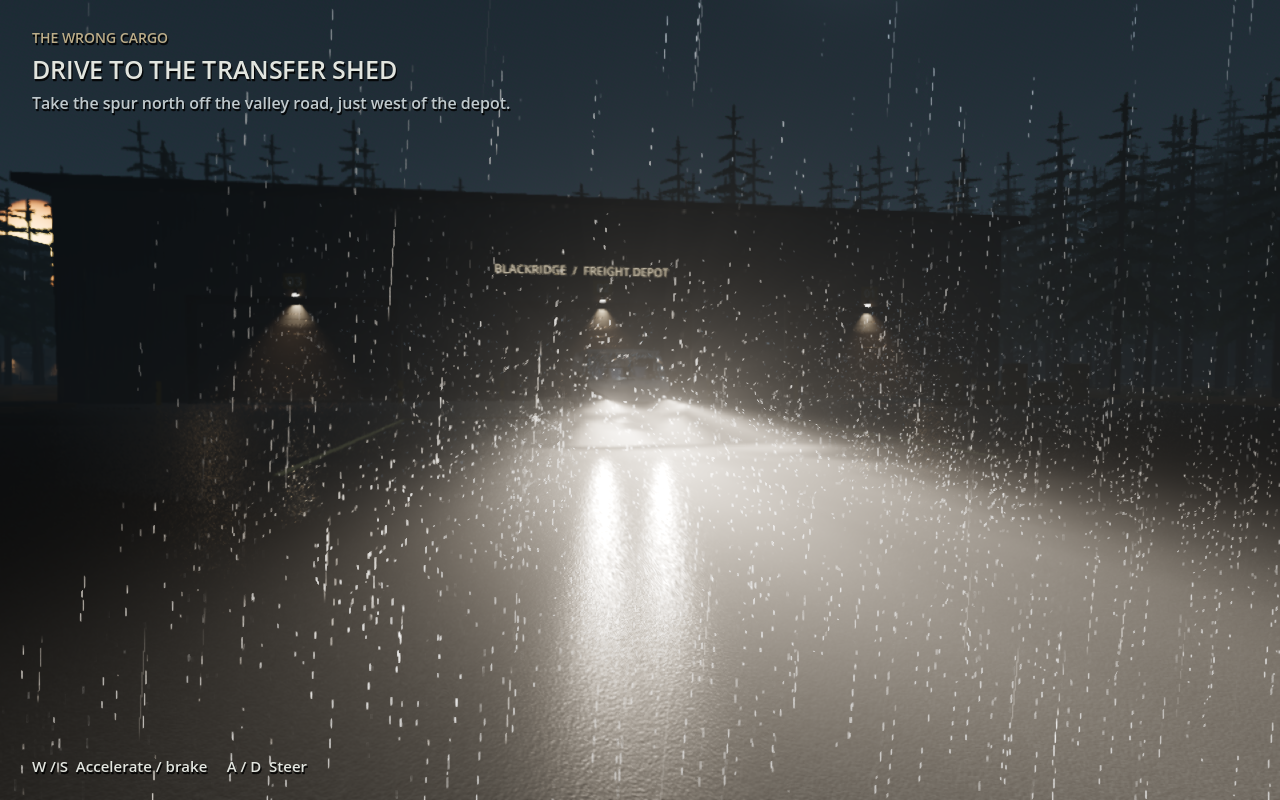 THE WRONG CARGO
DRIVE TO THE TRANSFER SHED
Take the spur north off the valley road, just west of the depot.
BLACKRIDGE / FREIGHT DEPOT
W / S Accelerate / brake A / D Steer